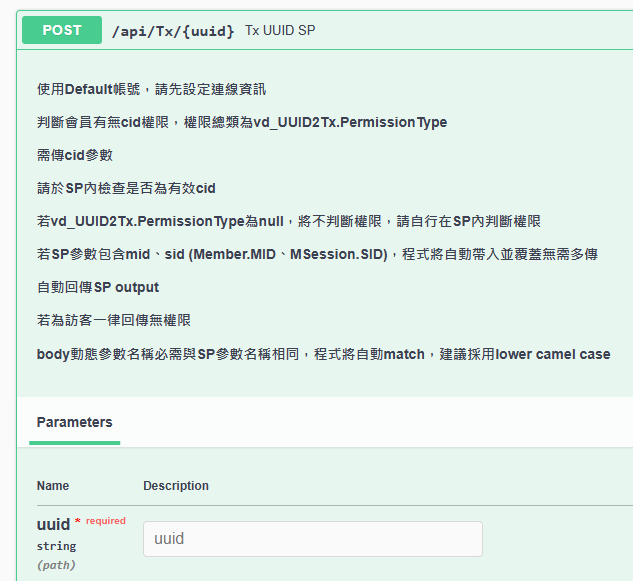 POST /api/Tx/{uuid} Tx UUID SP
使用Default帳號，請先設定連線資訊
判斷會員有無cid權限，權限總類為vd_UUID2Tx.PermissionType
需傳cid參數
請於SP內檢查是否為有效cid
若vd_UUID2Tx.PermissionType為null，將不判斷權限，請自行在SP內判斷權限
若SP參數包含mid、sid (Member.MID、MSession.SID)，程式將自動帶入並覆蓋無需多傳
自動回傳SP output
若為訪客一律回傳無權限
body動態參數名稱必需與SP參數名稱相同，程式將自動match，建議採用lower camel case
Parameters
Name Description
uuid * required
string
(path)
uuid